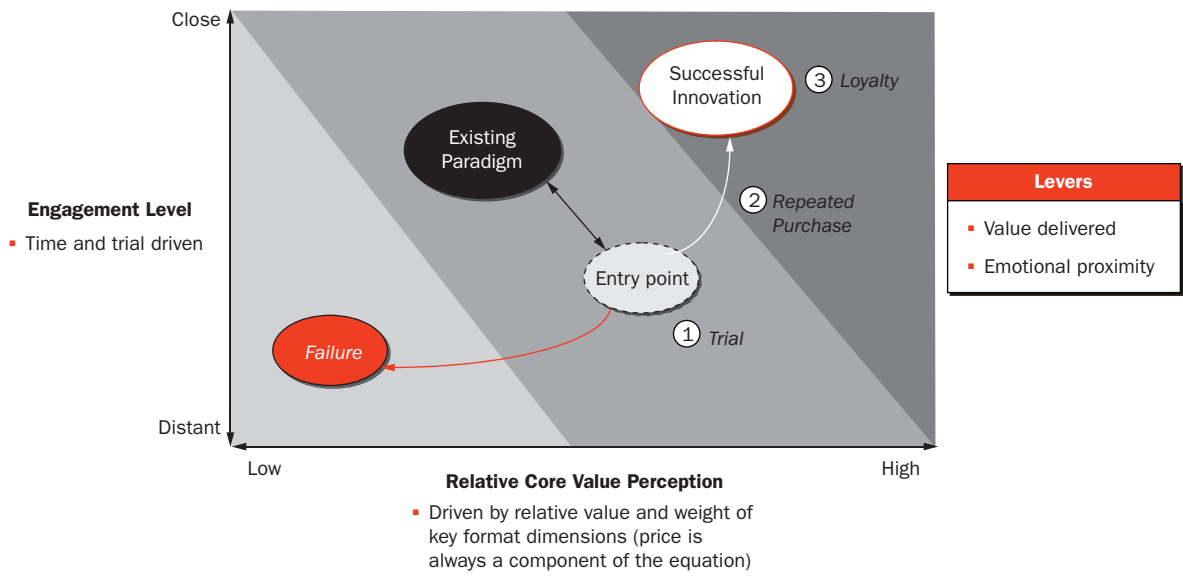 Close
Successful
Innovation
3 Loyalty
Existing
Paradigm
Levers
Engagement Level
▪ Time and trial driven
2 Repeated
Purchase
▪ Value delivered
▪ Emotional proximity
Entry point
1 Trial
Failure
Distant
Low
High
Relative Core Value Perception
▪ Driven by relative value and weight of
key format dimensions (price is
always a component of the equation)